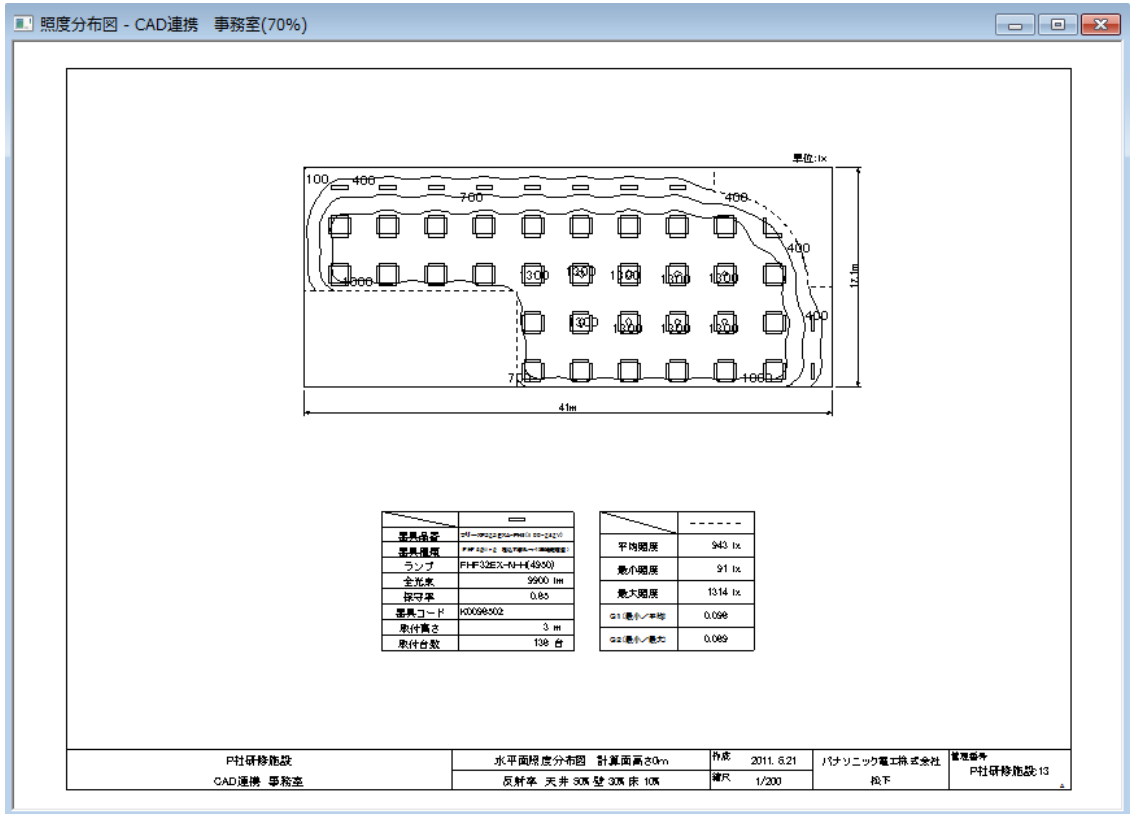 照度分布図 - CAD連携　事務室(70%)
単位:lx
100
400
700
400
400
1300
1300
1300
1300
1300
1000
17.1m
400
1300
1300
1300
1300
1000
41m
器具品番
器具種類
ランプ FHF32EX-N-H(4950)
全光束 9900 lm
保守率 0.85
器具コード K0098502
取付高さ 3 m
取付台数 138 台
平均照度 943 lx
最小照度 91 lx
最大照度 1314 lx
G1(最小／平均 0.096
G2(最小／最大 0.069
P社研修施設 水平面照度分布図 計算面高さ0m 作成 2011. 6.21 パナソニック電工株式会社 管理番号
CAD連携 事務室 反射率 天井 50% 壁 30% 床 10% 縮尺 1/200 松下 P社研修施設:13